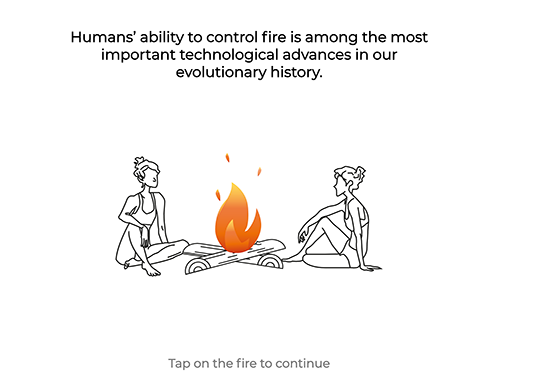 Humans’ ability to control fire is among the most
important technological advances in our
evolutionary history.
Tap on the fire to continue